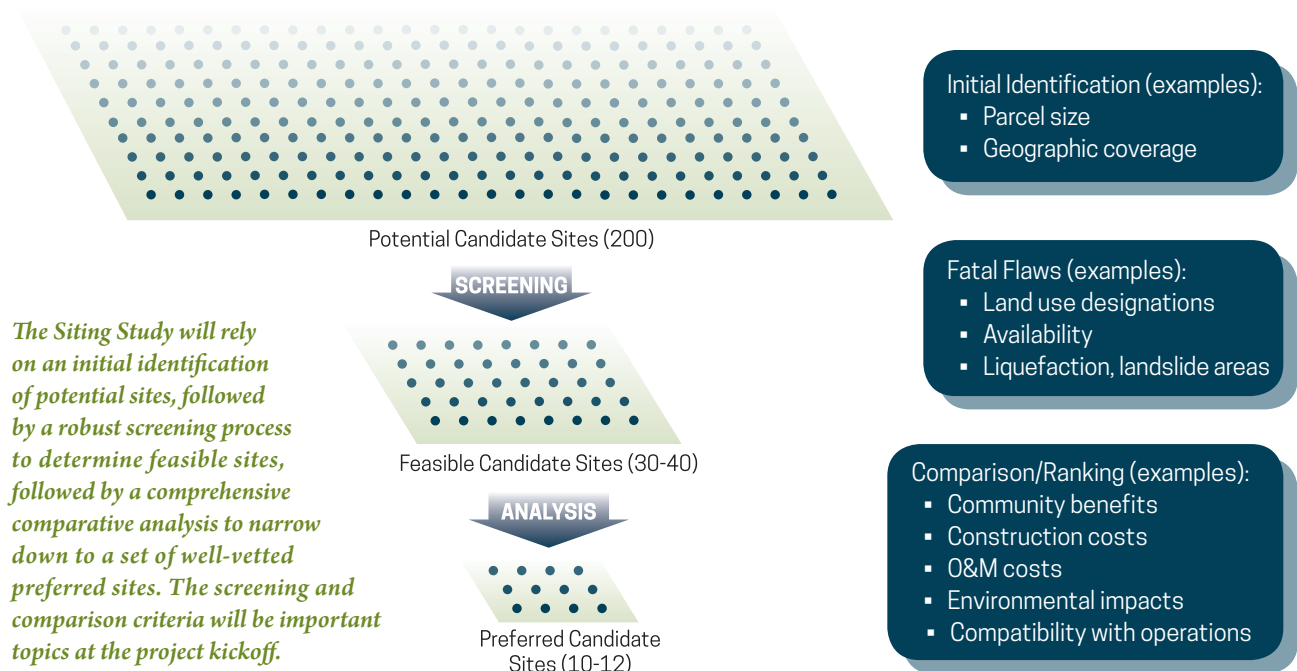 Potential Candidate Sites (200)
SCREENING
Feasible Candidate Sites (30-40)
ANALYSIS
Preferred Candidate
Sites (10-12)
The Siting Study will rely
on an initial identification
of potential sites, followed
by a robust screening process
to determine feasible sites,
followed by a comprehensive
comparative analysis to narrow
down to a set of well-vetted
preferred sites. The screening and
comparison criteria will be important
topics at the project kickoff.
Initial Identification (examples):
▪ Parcel size
▪ Geographic coverage
Fatal Flaws (examples):
▪ Land use designations
▪ Availability
▪ Liquefaction, landslide areas
Comparison/Ranking (examples):
▪ Community benefits
▪ Construction costs
▪ O&M costs
▪ Environmental impacts
▪ Compatibility with operations